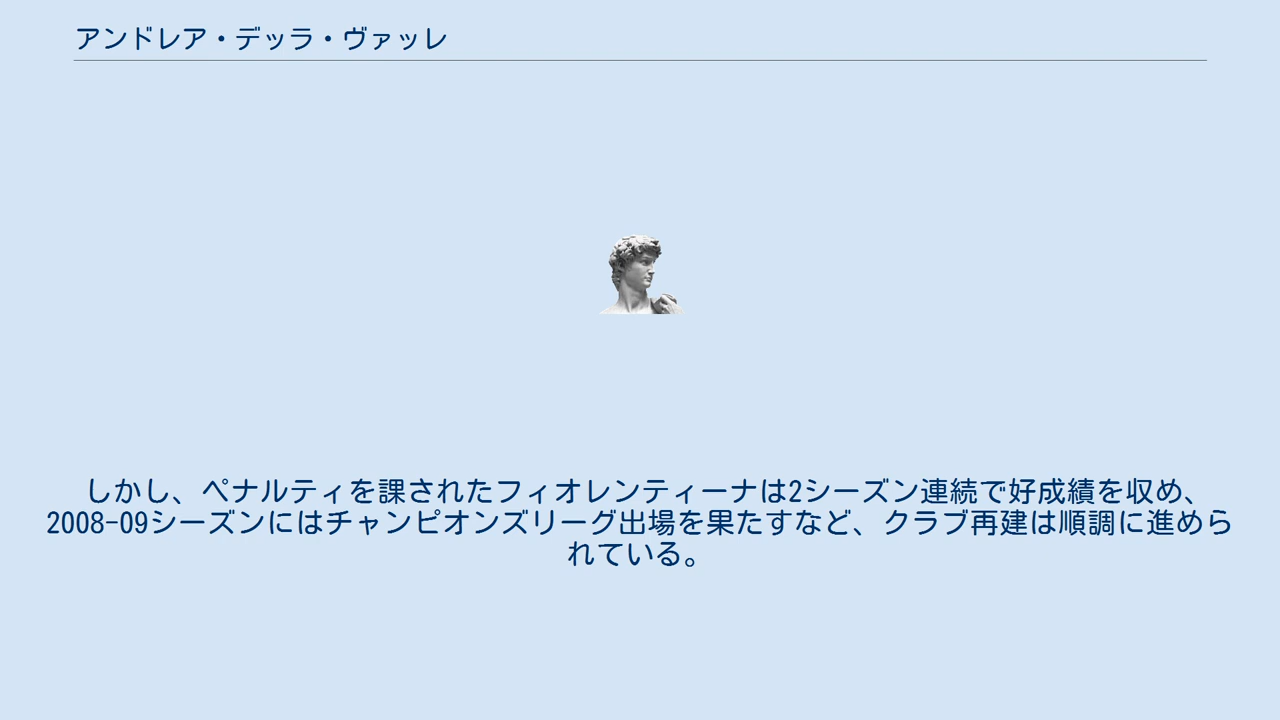 アンドレア・デッラ・ヴァッレ
しかし、ペナルティを課されたフィオレンティーナは2シーズン連続で好成績を収め、
2008-09シーズンにはチャンピオンズリーグ出場を果たすなど、クラブ再建は順調に進めら
れている。